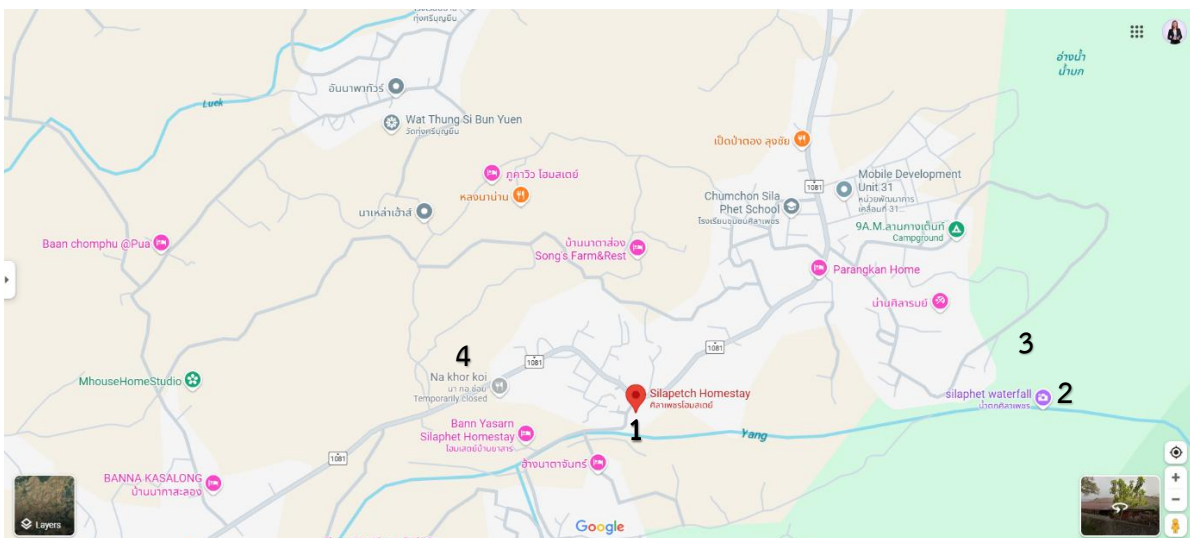 ทุ่งศรีบุญยืน
อ่างน้ำ
น้ำบก
อันนาพาทัวร์
Luek
Wat Thung Si Bun Yuen
วัดทุ่งศรีบุญยืน
เป็ดป่าตอง ลุงชัย
ภูคาวิว โฮมสเตย์
หลงนาน่าน
1081
Mobile Development
Unit 31
หน่วยพัฒนาการ
เคลื่อนที่ 31...
Chumchon Sila
Phet School
โรงเรียนชุมชนศิลาเพชร
นาเหล่าเฮ้าส์
9A.M.ลานกางเต็นท์
Campground
Baan chomphu @Pua
บ้านนาตาส่อง
Song's Farm&Rest
Parangkan Home
น่านศิลารมย์
3
4
1081
1081
Na khor koi
นา กอ.ย่อย
Temporarily closed
MhouseHomeStudio
Silapetch Homestay
ศิลาเพชรโฮมสเตย์
silaphet waterfall
น้ำตกศิลาเพชร
2
1
Yang
Bann Yasarn
Silaphet Homestay
โฮมสเตย์บ้านยาสาร
1081
ฮ้างนาตาจันทร์
BANNA KASALONG
บ้านนากาสะลอง
Layers
Google